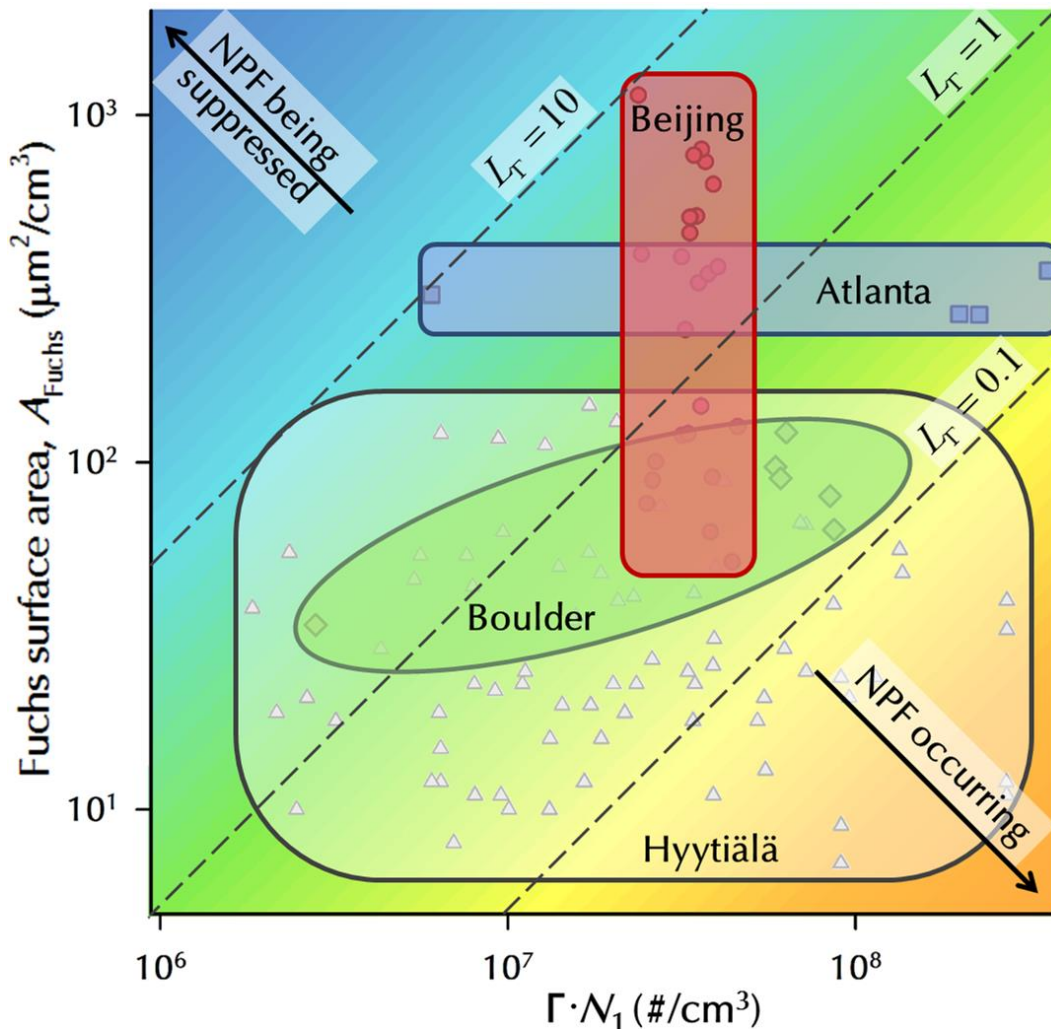 NPF being
suppressed
L_T = 10
L_T = 1
Beijing
10³
Atlanta
10²
L_T = 0.1
Boulder
NPF occurring
10¹
Hyytiälä
Fuchs surface area, A_Fuchs (μm²/cm³)
10⁶
10⁷
10⁸
Γ·N₁ (#/cm³)